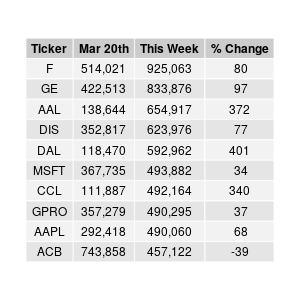 Ticker Mar 20th This Week % Change
F 514,021 925,063 80
GE 422,513 833,876 97
AAL 138,644 654,917 372
DIS 352,817 623,976 77
DAL 118,470 592,962 401
MSFT 367,735 493,882 34
CCL 111,887 492,164 340
GPRO 357,279 490,295 37
AAPL 292,418 490,060 68
ACB 743,858 457,122 -39